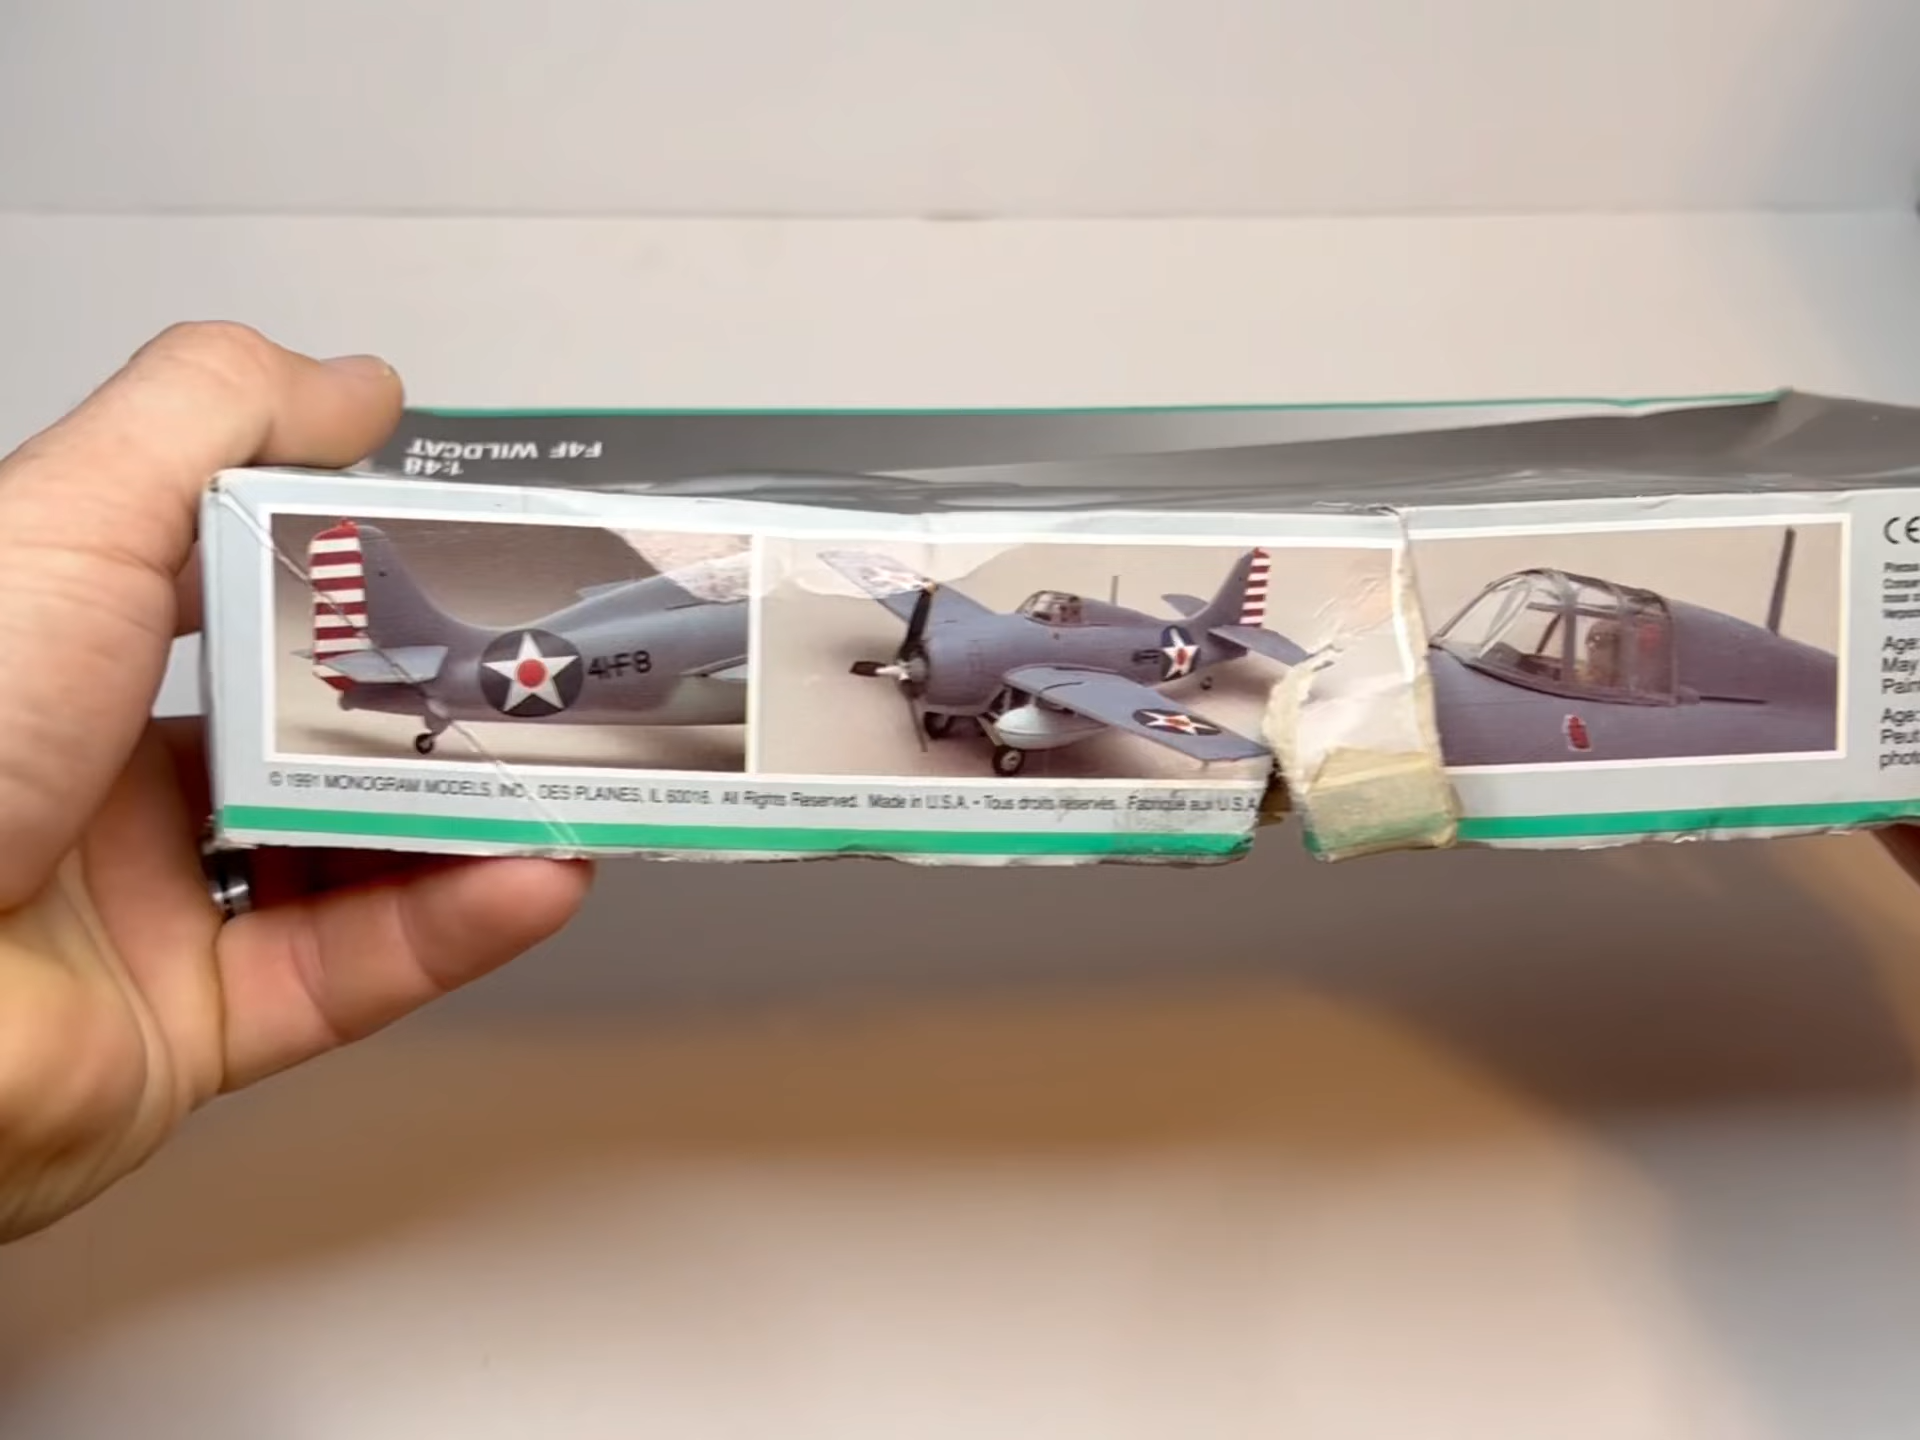 F4F WILDCAT
1:48
41-F8
© 1991 MONOGRAM MODELS, INC., DES PLAINES, IL 60016. All Rights Reserved. Made in U.S.A. • Tous droits réservés. Fabriqué aux U.S.A
CE
Age:
May
Age:
Peut